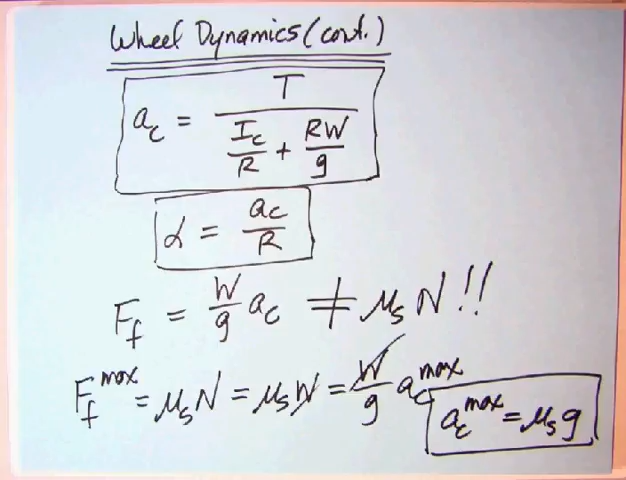 Wheel Dynamics (cont.)
a_c = T / (I_c/R + RW/g)
α = a_c/R
F_f = W/g a_c ≠ μ_s N!!
F_f^max = μ_s N = μ_s W = W/g a_c^max
a_c^max = μ_s g